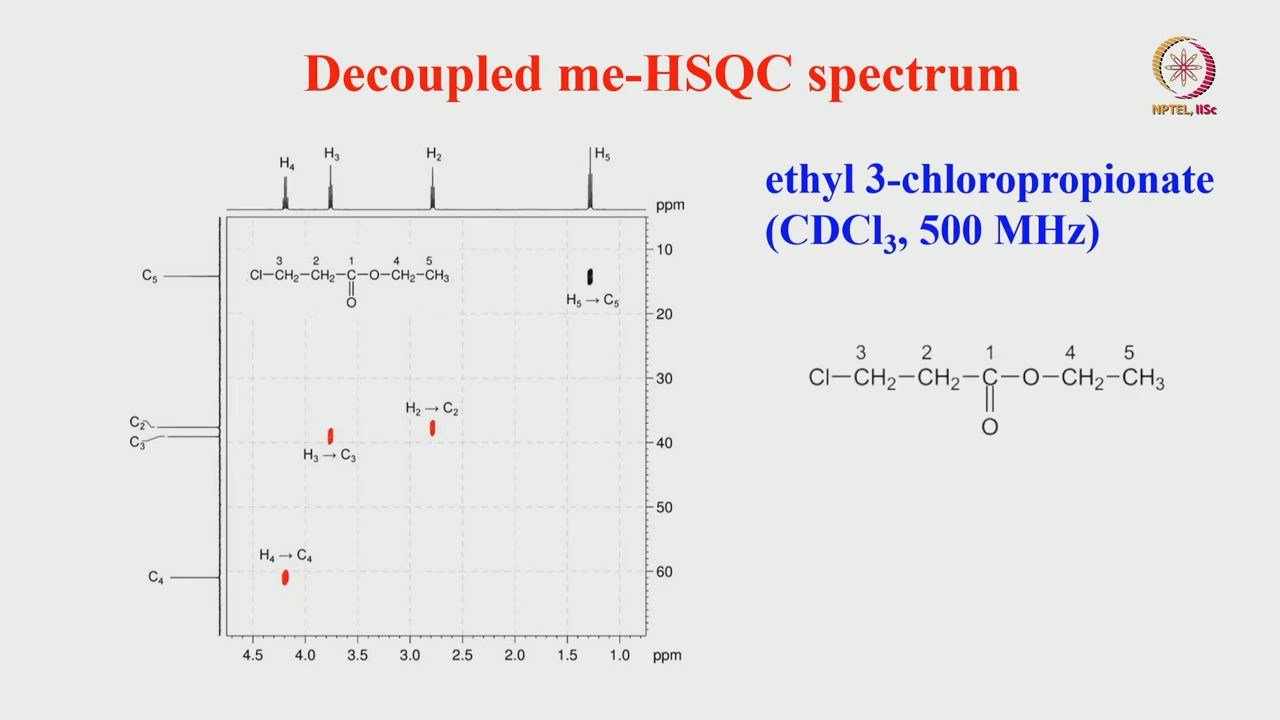 Decoupled me-HSQC spectrum
NPTEL, IISc
ethyl 3-chloropropionate
(CDCl₃, 500 MHz)
H₄ H₃ H₂ H₅
ppm
10
20
30
40
50
60
C₅
C₂
C₃
C₄
3 2 1 4 5
Cl–CH₂–CH₂–C–O–CH₂–CH₃
O
H₅ → C₅
H₂ → C₂
H₃ → C₃
H₄ → C₄
4.5 4.0 3.5 3.0 2.5 2.0 1.5 1.0 ppm
3 2 1 4 5
Cl–CH₂–CH₂–C–O–CH₂–CH₃
O